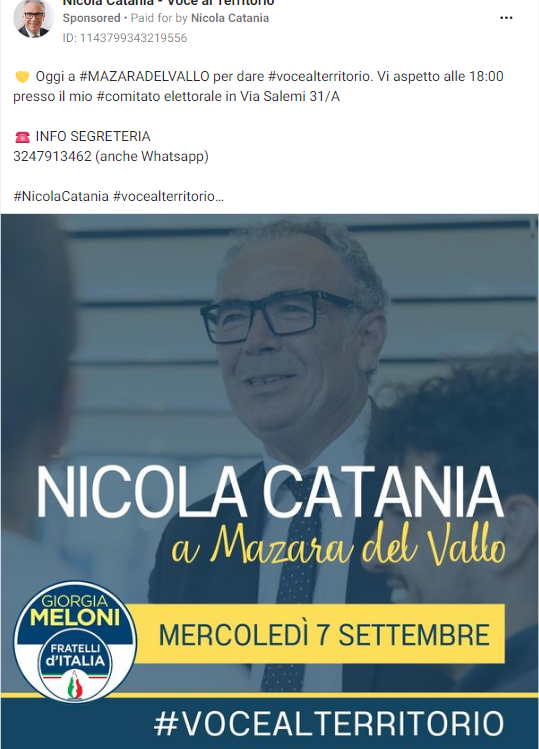 Nicola Catania - Voce al Territorio
Sponsored • Paid for by Nicola Catania
ID: 1143799343219556
Oggi a #MAZARADELVALLO per dare #vocealterritorio. Vi aspetto alle 18:00
presso il mio #comitato elettorale in Via Salemi 31/A
INFO SEGRETERIA
3247913462 (anche Whatsapp)
#NicolaCatania #vocealterritorio...
NICOLA CATANIA
a Mazara del Vallo
GIORGIA
MELONI
FRATELLI
d'ITALIA
MERCOLEDÌ 7 SETTEMBRE
#VOCEALTERRITORIO